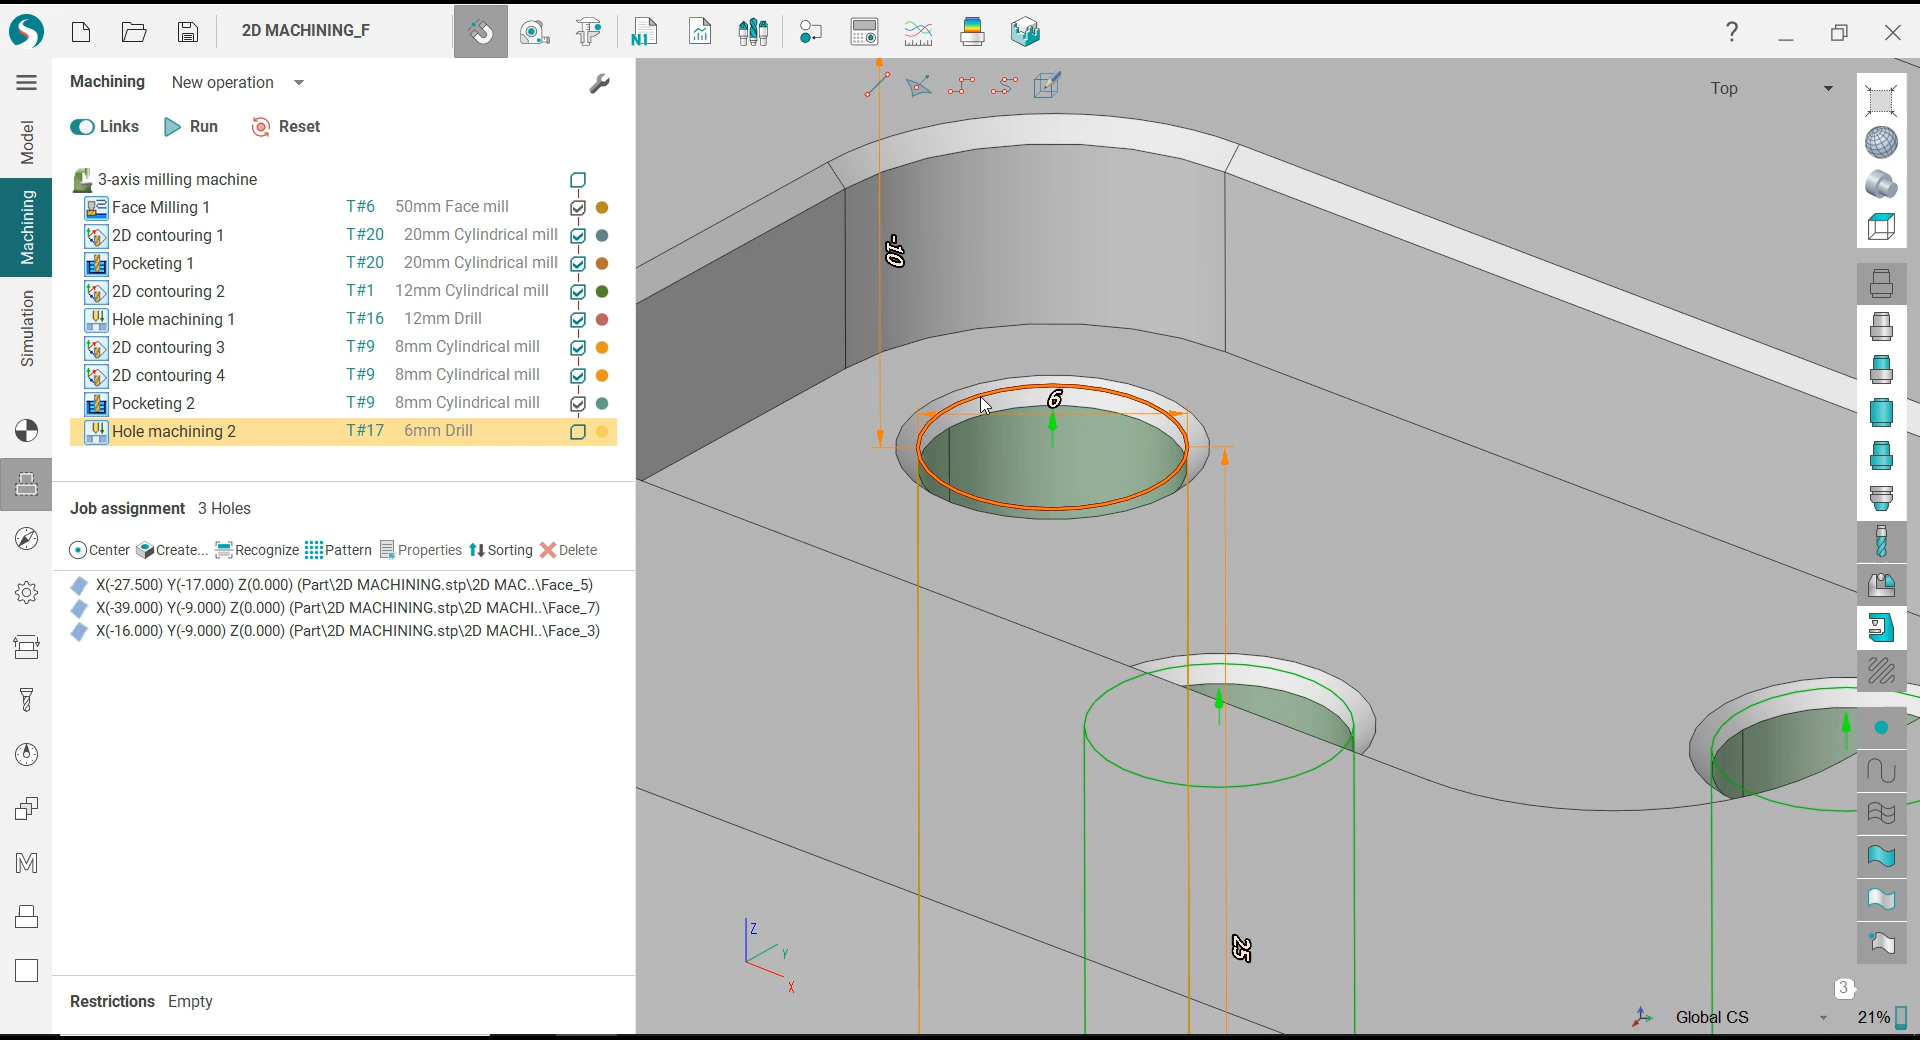 2D MACHINING_F
N1
?
Machining New operation
Links Run Reset
Model
Machining
Simulation
3-axis milling machine
Face Milling 1 T#6 50mm Face mill
2D contouring 1 T#20 20mm Cylindrical mill
Pocketing 1 T#20 20mm Cylindrical mill
2D contouring 2 T#1 12mm Cylindrical mill
Hole machining 1 T#16 12mm Drill
2D contouring 3 T#9 8mm Cylindrical mill
2D contouring 4 T#9 8mm Cylindrical mill
Pocketing 2 T#9 8mm Cylindrical mill
Hole machining 2 T#17 6mm Drill
Job assignment 3 Holes
Center Create... Recognize Pattern Properties Sorting Delete
X(-27.500) Y(-17.000) Z(0.000) (Part\2D MACHINING.stp\2D MAC..\Face_5)
X(-39.000) Y(-9.000) Z(0.000) (Part\2D MACHINING.stp\2D MACHI..\Face_7)
X(-16.000) Y(-9.000) Z(0.000) (Part\2D MACHINING.stp\2D MACHI..\Face_3)
Restrictions Empty
Top
-10
6
25
Z
Y
X
3
Global CS 21%